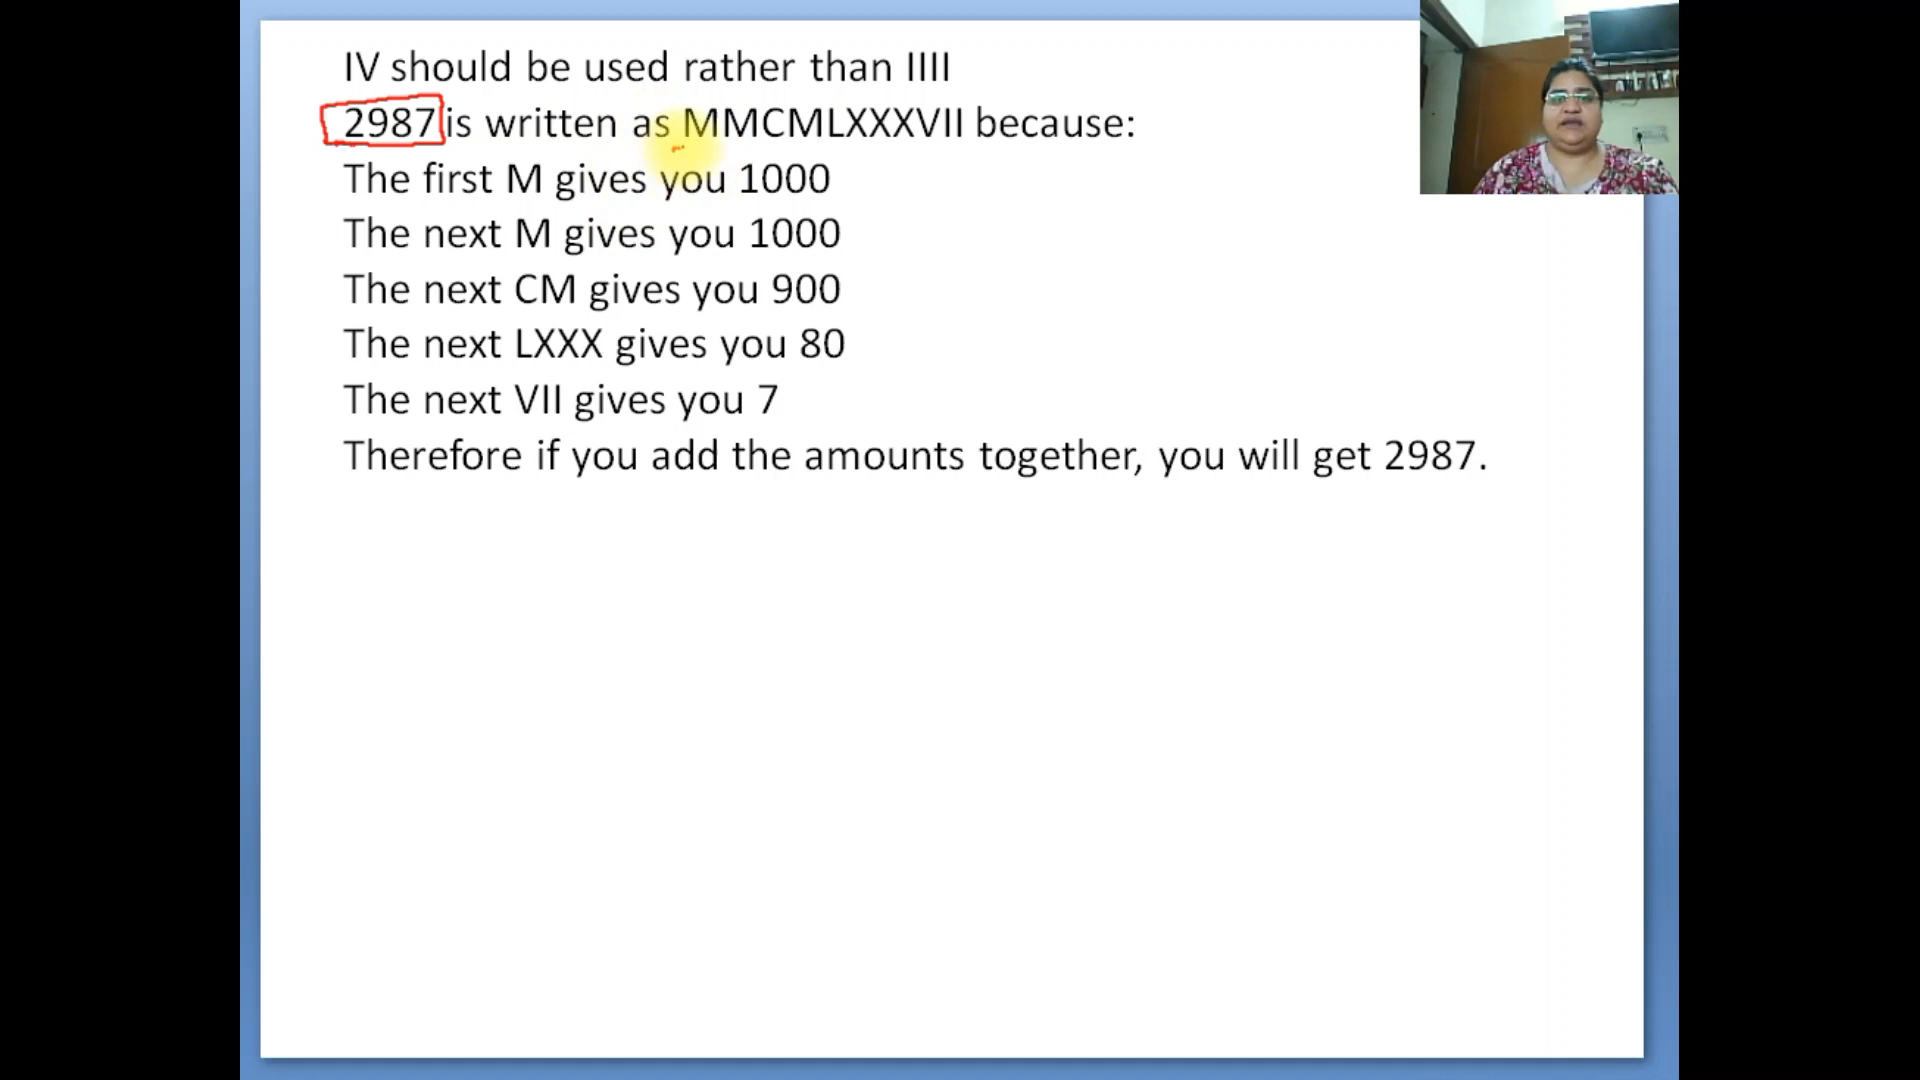 IV should be used rather than IIII
2987 is written as MMCMLXXXVII because:
The first M gives you 1000
The next M gives you 1000
The next CM gives you 900
The next LXXX gives you 80
The next VII gives you 7
Therefore if you add the amounts together, you will get 2987.